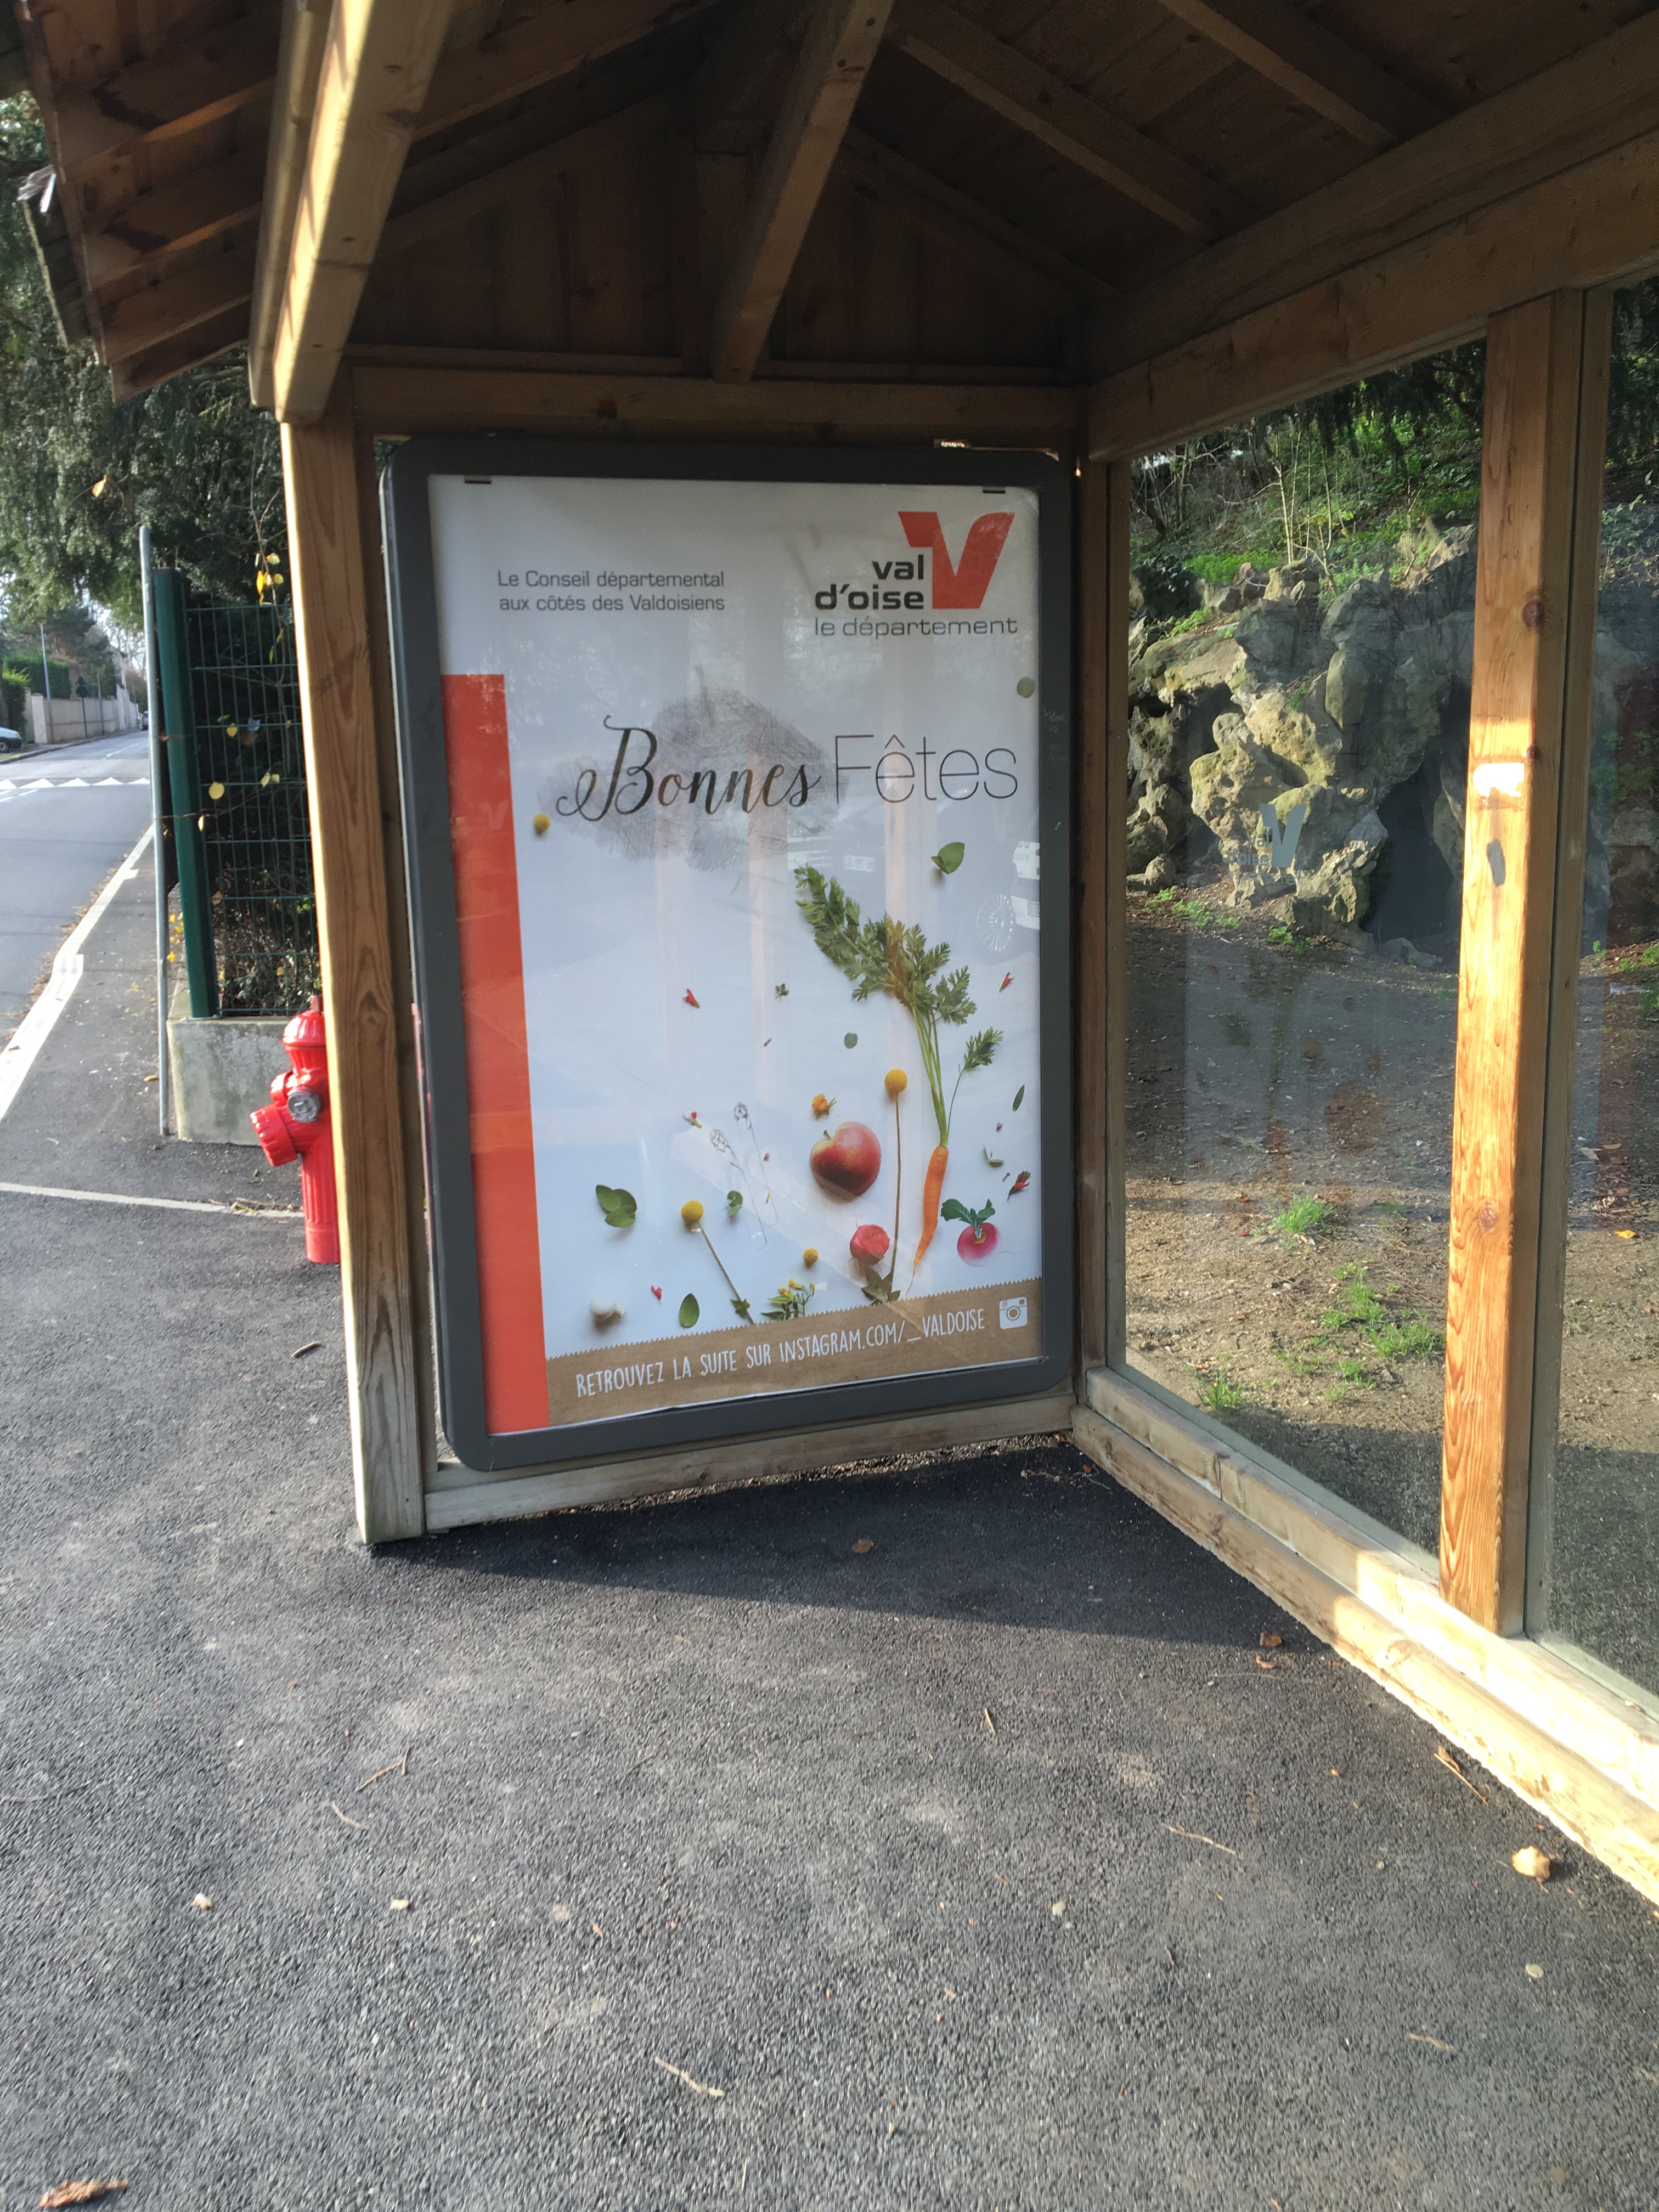 Le Conseil départemental
aux côtés des Valdoisiens
val
d'oise
le département
Bonnes Fêtes
RETROUVEZ LA SUITE SUR INSTAGRAM.COM/_VALDOISE